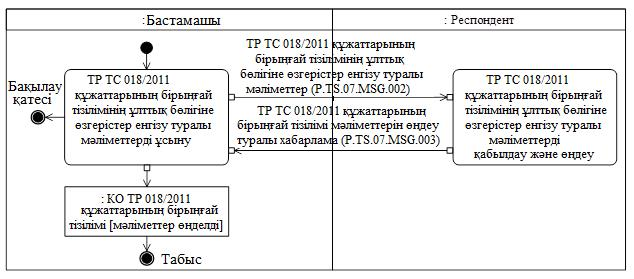 :Бастамашы
: Респондент
ТР ТС 018/2011 құжаттарының
бірыңғай тізілімінің ұлттық
бөлігіне өзгерістер енгізу туралы
мәліметтер (P.TS.07.MSG.002)
Бақылау
қатесі
ТР ТС 018/2011
құжаттарының бірыңғай
тізілімінің ұлттық бөлігіне
өзгерістер енгізу туралы
мәліметтерді ұсыну
ТР ТС 018/2011 құжаттарының
бірыңғай тізілімі мәліметтерін өңдеу
туралы хабарлама (P.TS.07.MSG.003)
ТР ТС 018/2011
құжаттарының бірыңғай
тізілімінің ұлттық бөлігіне
өзгерістер енгізу туралы
мәліметтерді
қабылдау және өңдеу
: КО ТР 018/2011
құжаттарының бірыңғай
тізілімі [мәліметтер өңделді]
Табыс